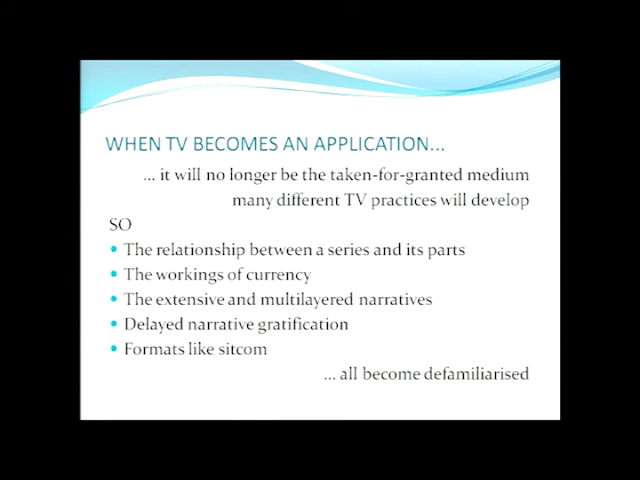 WHEN TV BECOMES AN APPLICATION...
... it will no longer be the taken-for-granted medium
many different TV practices will develop
SO
• The relationship between a series and its parts
• The workings of currency
• The extensive and multilayered narratives
• Delayed narrative gratification
• Formats like sitcom
... all become defamiliarised